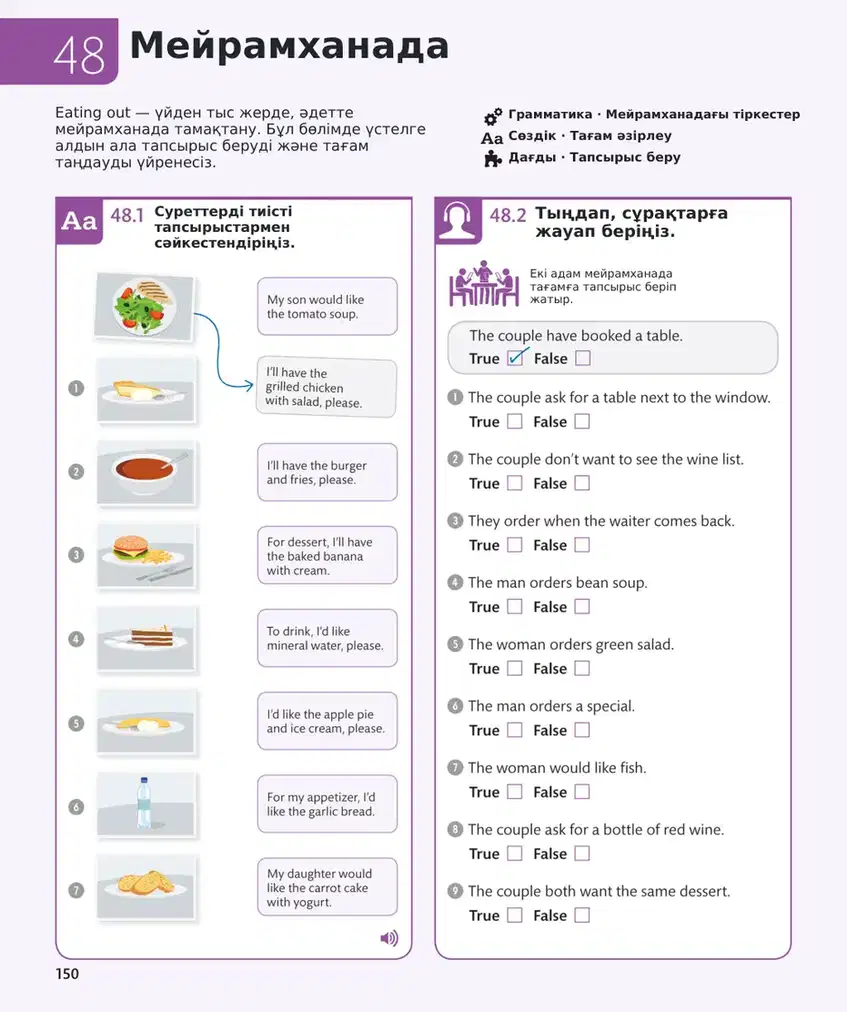 48
Мейрамханада
Eating out — үйден тыс жерде, әдетте
мейрамханада тамақтану. Бұл бөлімде үстелге
алдын ала тапсырыс беруді және тағам
таңдауды үйренесіз.
Грамматика · Мейрамханадағы тіркестер
Aa Сөздік · Тағам әзірлеу
Дағды · Тапсырыс беру
Aa 48.1 Суреттерді тиісті
тапсырыстармен
сәйкестендіріңіз.
My son would like
the tomato soup.
1
I'll have the
grilled chicken
with salad, please.
2
I'll have the burger
and fries, please.
3
For dessert, I'll have
the baked banana
with cream.
4
To drink, I'd like
mineral water, please.
5
I'd like the apple pie
and ice cream, please.
6
For my appetizer, I'd
like the garlic bread.
7
My daughter would
like the carrot cake
with yogurt.
48.2 Тыңдап, сұрақтарға
жауап беріңіз.
Екі адам мейрамханада
тағамға тапсырыс беріп
жатыр.
The couple have booked a table.
True False
1 The couple ask for a table next to the window.
True False
2 The couple don't want to see the wine list.
True False
3 They order when the waiter comes back.
True False
4 The man orders bean soup.
True False
5 The woman orders green salad.
True False
6 The man orders a special.
True False
7 The woman would like fish.
True False
8 The couple ask for a bottle of red wine.
True False
9 The couple both want the same dessert.
True False
150